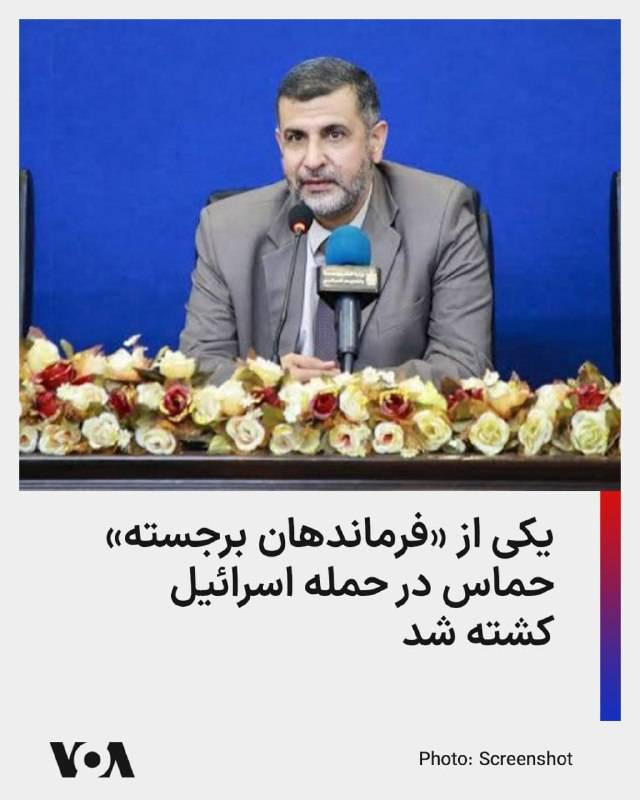 یکی از «فرماندهان برجسته»
حماس در حمله اسرائیل
کشته شد
VOA
Photo: Screenshot